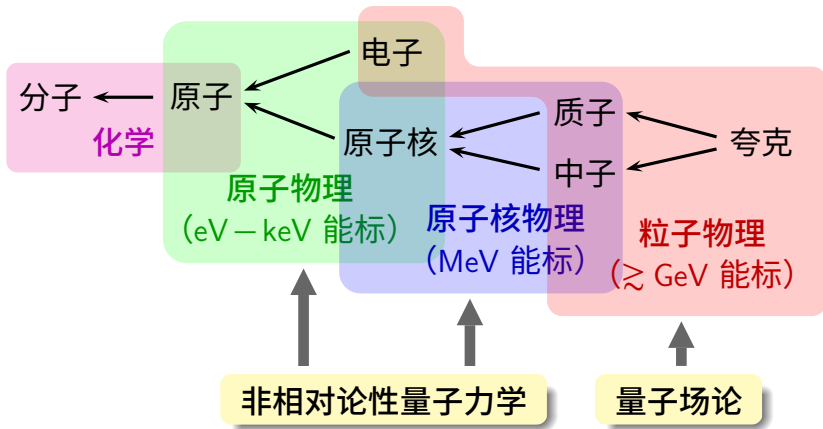 电子
分子
原子
化学
原子核
质子
中子
夸克
原子物理
（eV－keV 能标）
原子核物理
（MeV 能标）
粒子物理
（≳ GeV 能标）
非相对论性量子力学
量子场论